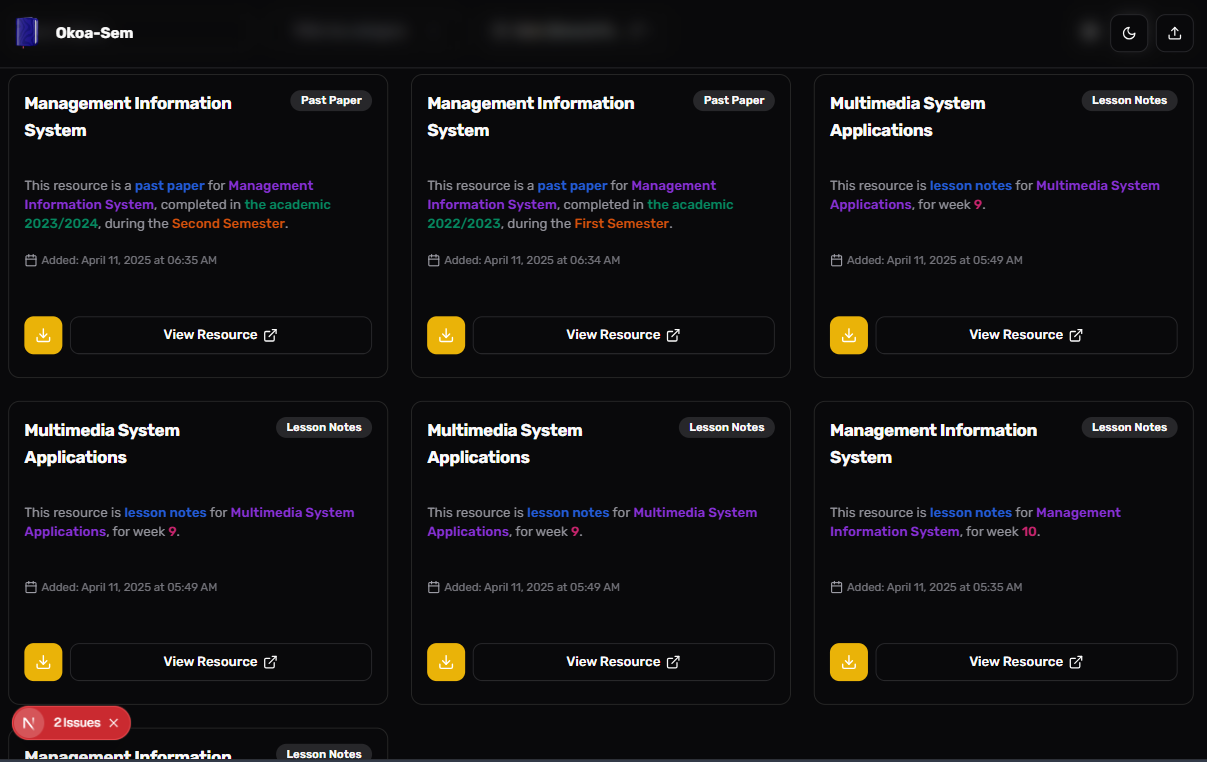 Okoa-Sem
Management Information
System
Past Paper
This resource is a past paper for Management
Information System, completed in the academic
2023/2024, during the Second Semester.
Added: April 11, 2025 at 06:35 AM
View Resource
Management Information
System
Past Paper
This resource is a past paper for Management
Information System, completed in the academic
2022/2023, during the First Semester.
Added: April 11, 2025 at 06:34 AM
View Resource
Multimedia System
Applications
Lesson Notes
This resource is lesson notes for Multimedia System
Applications, for week 9.
Added: April 11, 2025 at 05:49 AM
View Resource
Multimedia System
Applications
Lesson Notes
This resource is lesson notes for Multimedia System
Applications, for week 9.
Added: April 11, 2025 at 05:49 AM
View Resource
Multimedia System
Applications
Lesson Notes
This resource is lesson notes for Multimedia System
Applications, for week 9.
Added: April 11, 2025 at 05:49 AM
View Resource
Management Information
System
Lesson Notes
This resource is lesson notes for Management
Information System, for week 10.
Added: April 11, 2025 at 05:35 AM
View Resource
N 2 Issues
Management Information
Lesson Notes